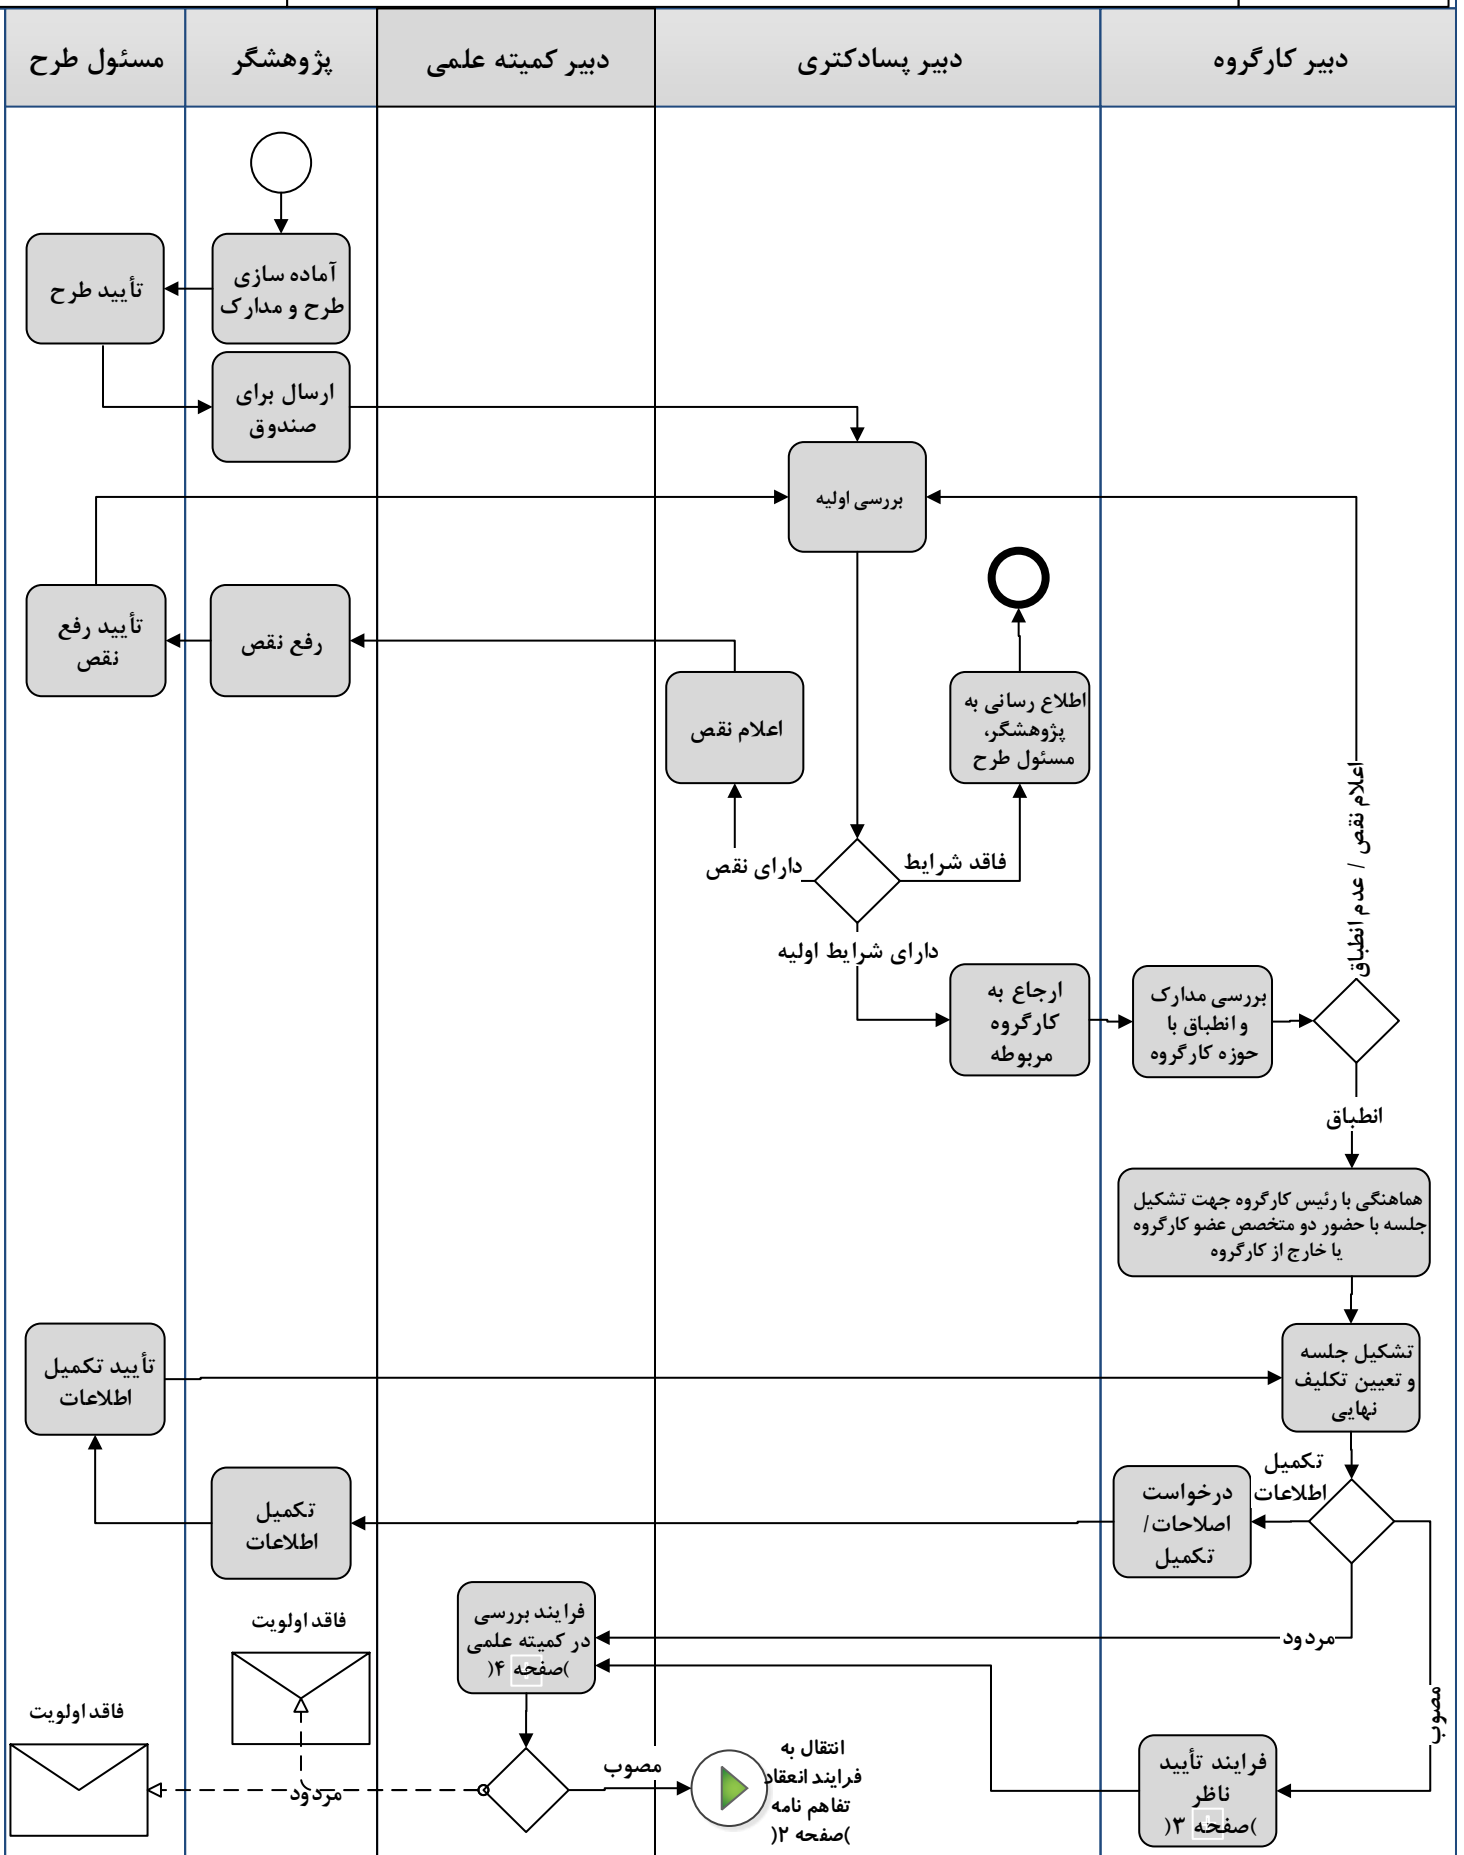 دبیر کارگروه
دبیر پسادکتری
دبیر کمیته علمی
پژوهشگر
مسئول طرح
آماده سازی
طرح و مدارک
تأیید طرح
ارسال برای
صندوق
بررسی اولیه
تأیید رفع
نقص
رفع نقص
اعلام نقص
اطلاع رسانی به
پژوهشگر،
مسئول طرح
اعلام نقص / عدم انطباق
دارای نقص
فاقد شرایط
دارای شرایط اولیه
ارجاع به
کارگروه
مربوطه
بررسی مدارک
و انطباق با
حوزه کارگروه
انطباق
هماهنگی با رئیس کارگروه جهت تشکیل
جلسه با حضور دو متخصص عضو کارگروه
یا خارج از کارگروه
تشکیل جلسه
و تعیین تکلیف
نهایی
تأیید تکمیل
اطلاعات
تکمیل
اطلاعات
درخواست
اصلاحات/
تکمیل
تکمیل
اطلاعات
فرایند بررسی
در کمیته علمی
)صفحه ۴(
مردود
مصوب
فاقد اولویت
فاقد اولویت
مردود
مصوب
انتقال به
فرایند انعقاد
تفاهم نامه
)صفحه ۲(
فرایند تأیید
ناظر
)صفحه ۳(